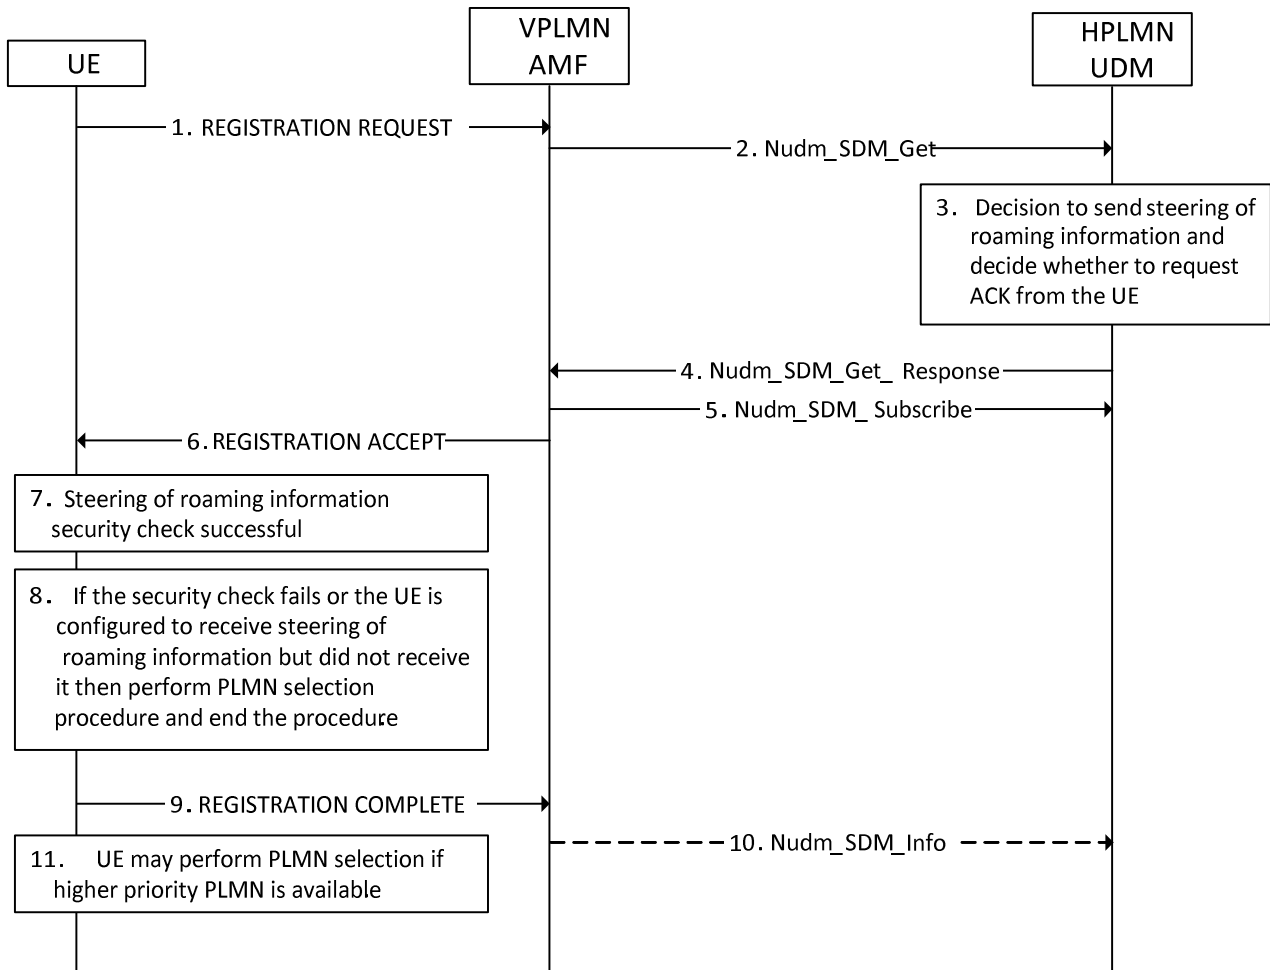 UE
VPLMN
AMF
HPLMN
UDM
1. REGISTRATION REQUEST
2. Nudm_SDM_Get
3. Decision to send steering of
roaming information and
decide whether to request
ACK from the UE
4. Nudm_SDM_Get_ Response
5. Nudm_SDM_ Subscribe
6. REGISTRATION ACCEPT
7. Steering of roaming information
security check successful
8. If the security check fails or the UE is
configured to receive steering of
roaming information but did not receive
it then perform PLMN selection
procedure and end the procedure
9. REGISTRATION COMPLETE
10. Nudm_SDM_Info
11. UE may perform PLMN selection if
higher priority PLMN is available